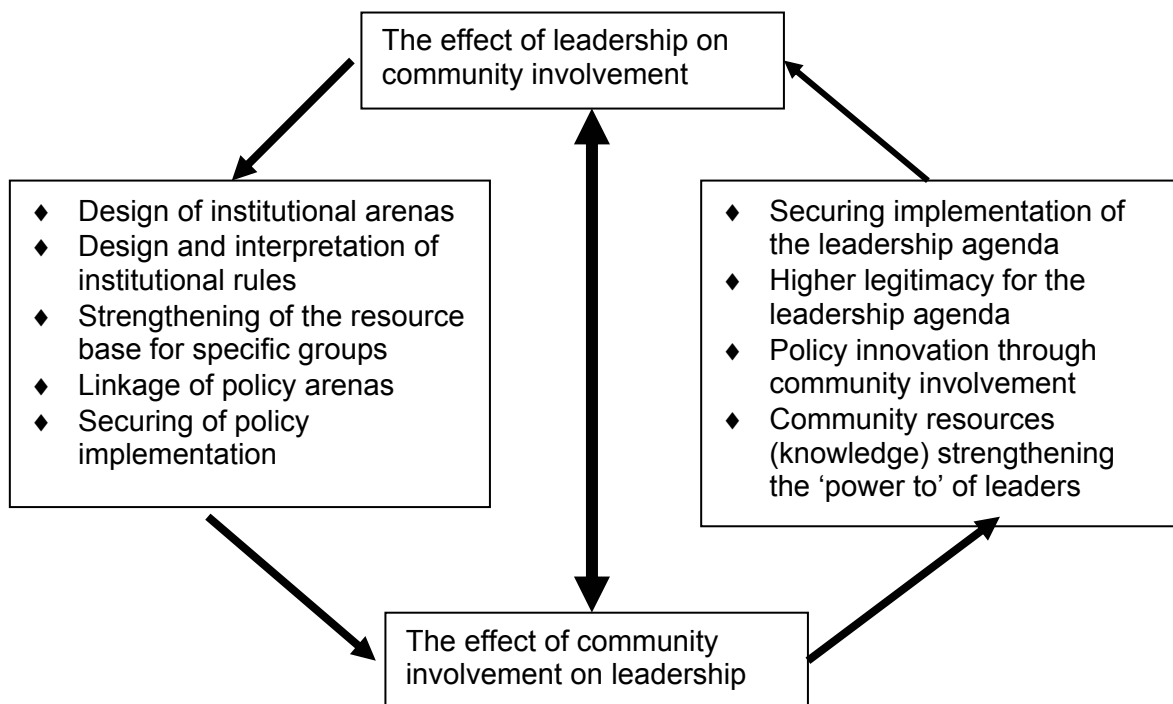 The effect of leadership on
community involvement
♦ Design of institutional arenas
♦ Design and interpretation of
institutional rules
♦ Strengthening of the resource
base for specific groups
♦ Linkage of policy arenas
♦ Securing of policy
implementation
♦ Securing implementation of
the leadership agenda
♦ Higher legitimacy for the
leadership agenda
♦ Policy innovation through
community involvement
♦ Community resources
(knowledge) strengthening
the ‘power to’ of leaders
The effect of community
involvement on leadership